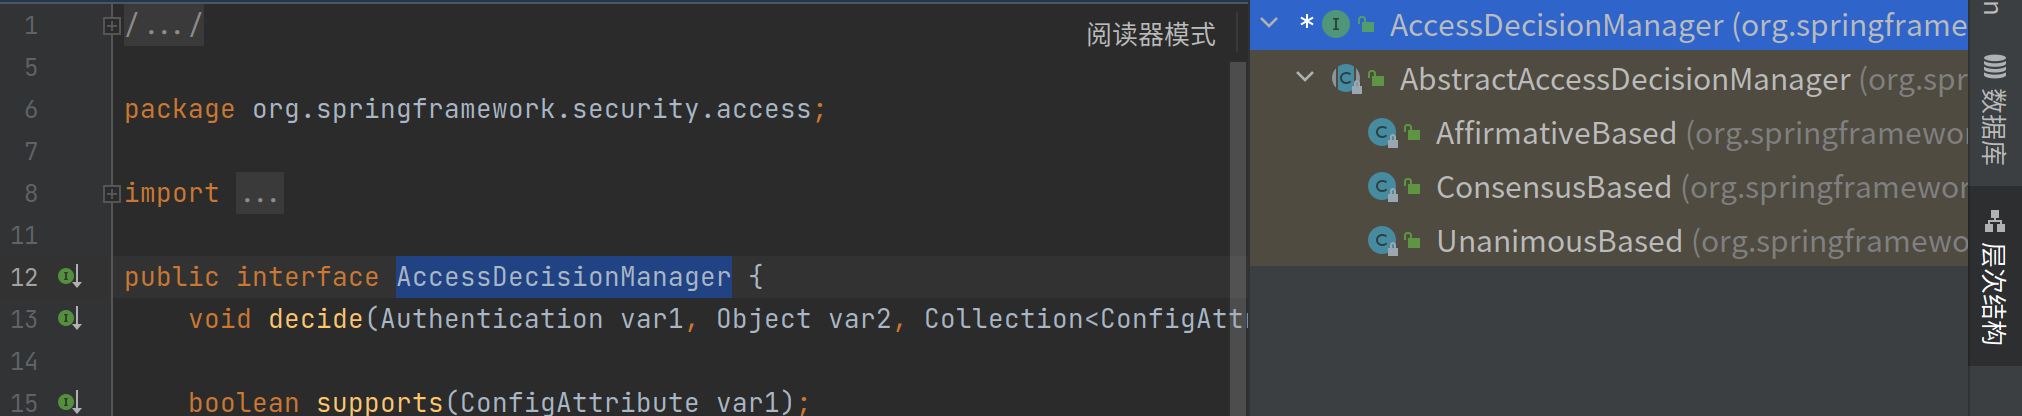 1 /.../
阅读器模式
5
6 package org.springframework.security.access;
7
8 import ...
11
12 public interface AccessDecisionManager {
13 void decide(Authentication var1, Object var2, Collection<ConfigAttr
14
15 boolean supports(ConfigAttribute var1);
* I AccessDecisionManager (org.springframe
C AbstractAccessDecisionManager (org.spr
C AffirmativeBased (org.springframewor
C ConsensusBased (org.springframewor
C UnanimousBased (org.springframewo
n
数据库
层次结构